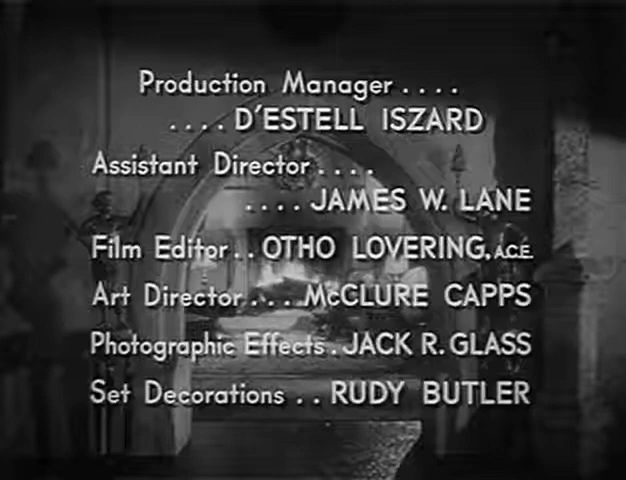 Production Manager . . . .
. . . . D'ESTELL ISZARD
Assistant Director . . . .
. . . . JAMES W. LANE
Film Editor . . OTHO LOVERING, A.C.E.
Art Director . . . . McCLURE CAPPS
Photographic Effects . JACK R. GLASS
Set Decorations . . RUDY BUTLER